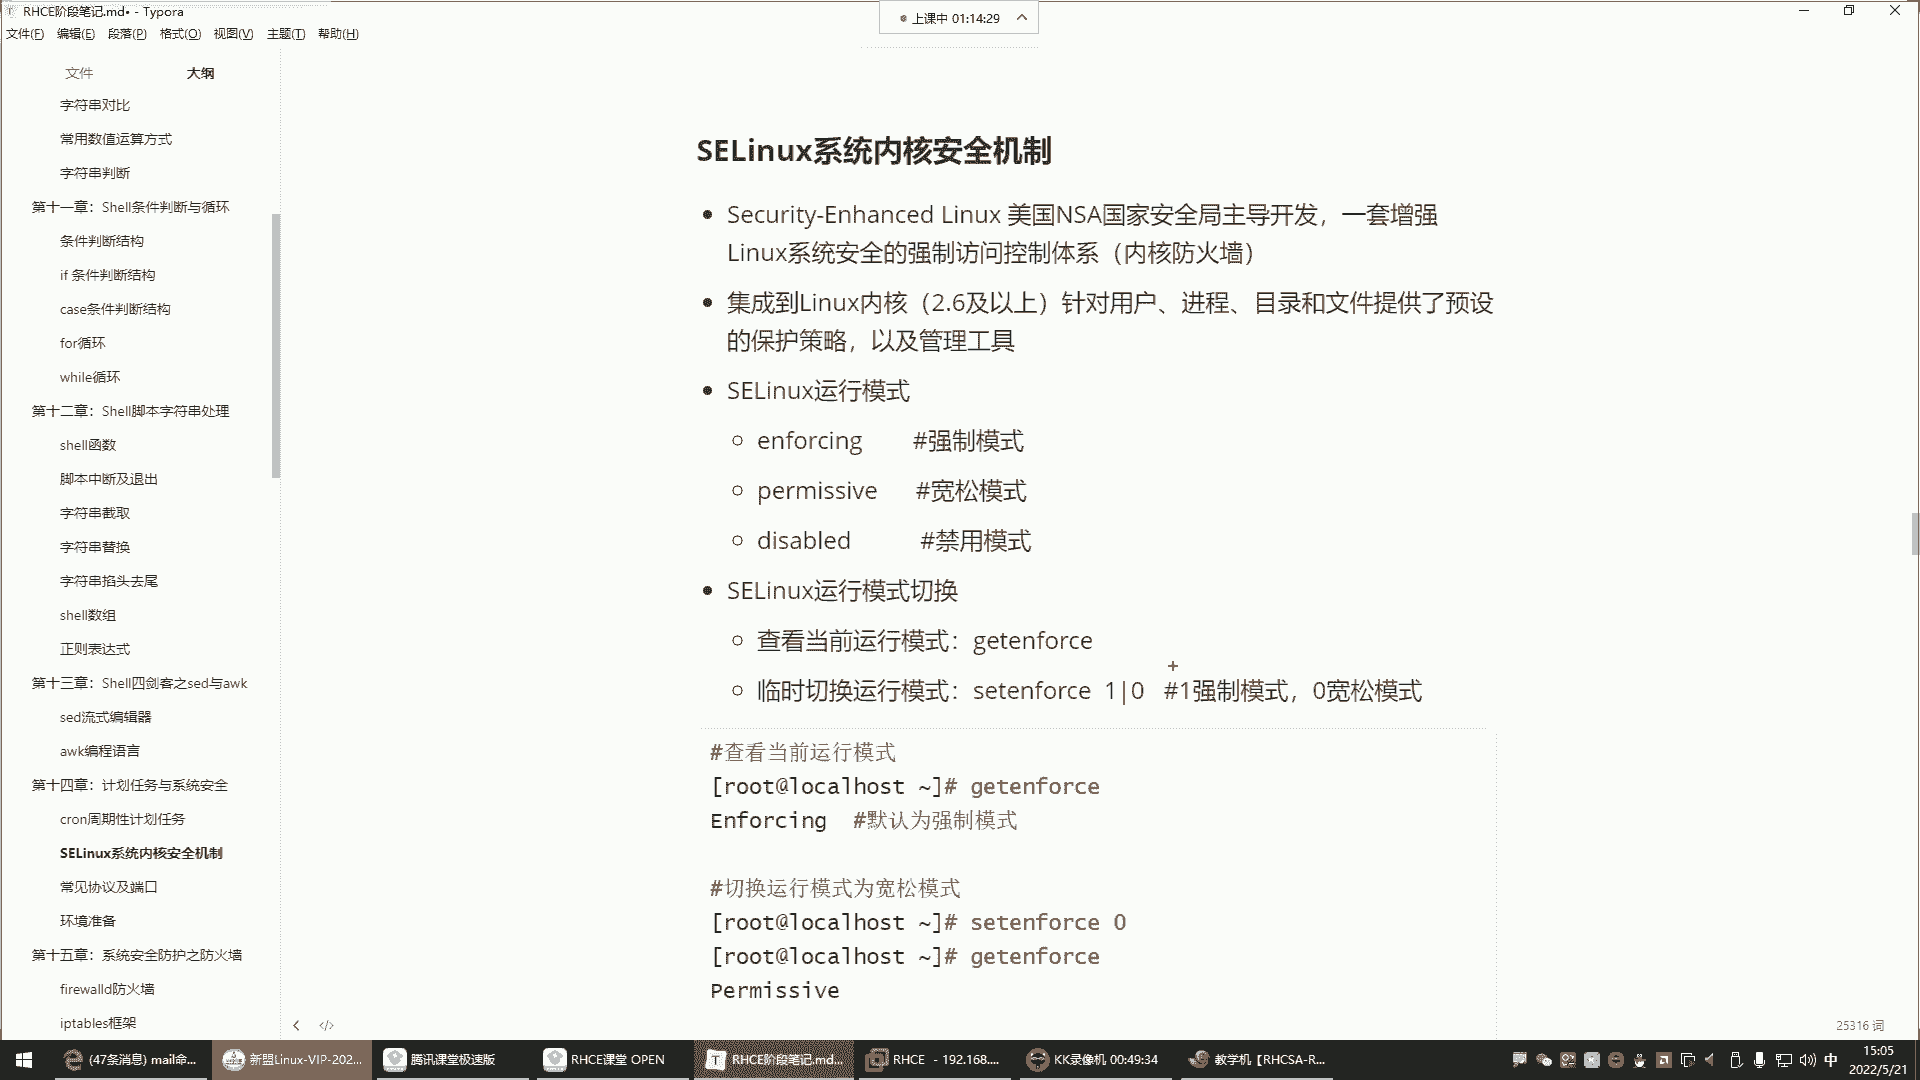 RHCE阶段笔记.md• - Typora
上课中 01:14:29
文件(F) 编辑(E) 段落(P) 格式(O) 视图(V) 主题(T) 帮助(H)
文件 大纲
字符串对比
常用数值运算方式
字符串判断
第十一章：Shell条件判断与循环
条件判断结构
if 条件判断结构
case条件判断结构
for循环
while循环
第十二章：Shell脚本字符串处理
shell函数
脚本中断及退出
字符串截取
字符串替换
字符串掐头去尾
shell数组
正则表达式
第十三章：Shell四剑客之sed与awk
sed流式编辑器
awk编程语言
第十四章：计划任务与系统安全
cron周期性计划任务
SELinux系统内核安全机制
常见协议及端口
环境准备
第十五章：系统安全防护之防火墙
firewalld防火墙
iptables框架
SELinux系统内核安全机制
Security-Enhanced Linux 美国NSA国家安全局主导开发，一套增强
Linux系统安全的强制访问控制体系（内核防火墙）
集成到Linux内核（2.6及以上）针对用户、进程、目录和文件提供了预设
的保护策略，以及管理工具
SELinux运行模式
enforcing #强制模式
permissive #宽松模式
disabled #禁用模式
SELinux运行模式切换
查看当前运行模式：getenforce
临时切换运行模式：setenforce 1|0 #1强制模式，0宽松模式
#查看当前运行模式
[root@localhost ~]# getenforce
Enforcing #默认为强制模式
#切换运行模式为宽松模式
[root@localhost ~]# setenforce 0
[root@localhost ~]# getenforce
Permissive
25316 词
(47条消息) mail命... 新盟Linux-VIP-202... 腾讯课堂极速版 RHCE课堂 OPEN RHCE阶段笔记.md... RHCE - 192.168.... KK录像机 00:49:34 教学机【RHCSA-R... 中
15:05
2022/5/21